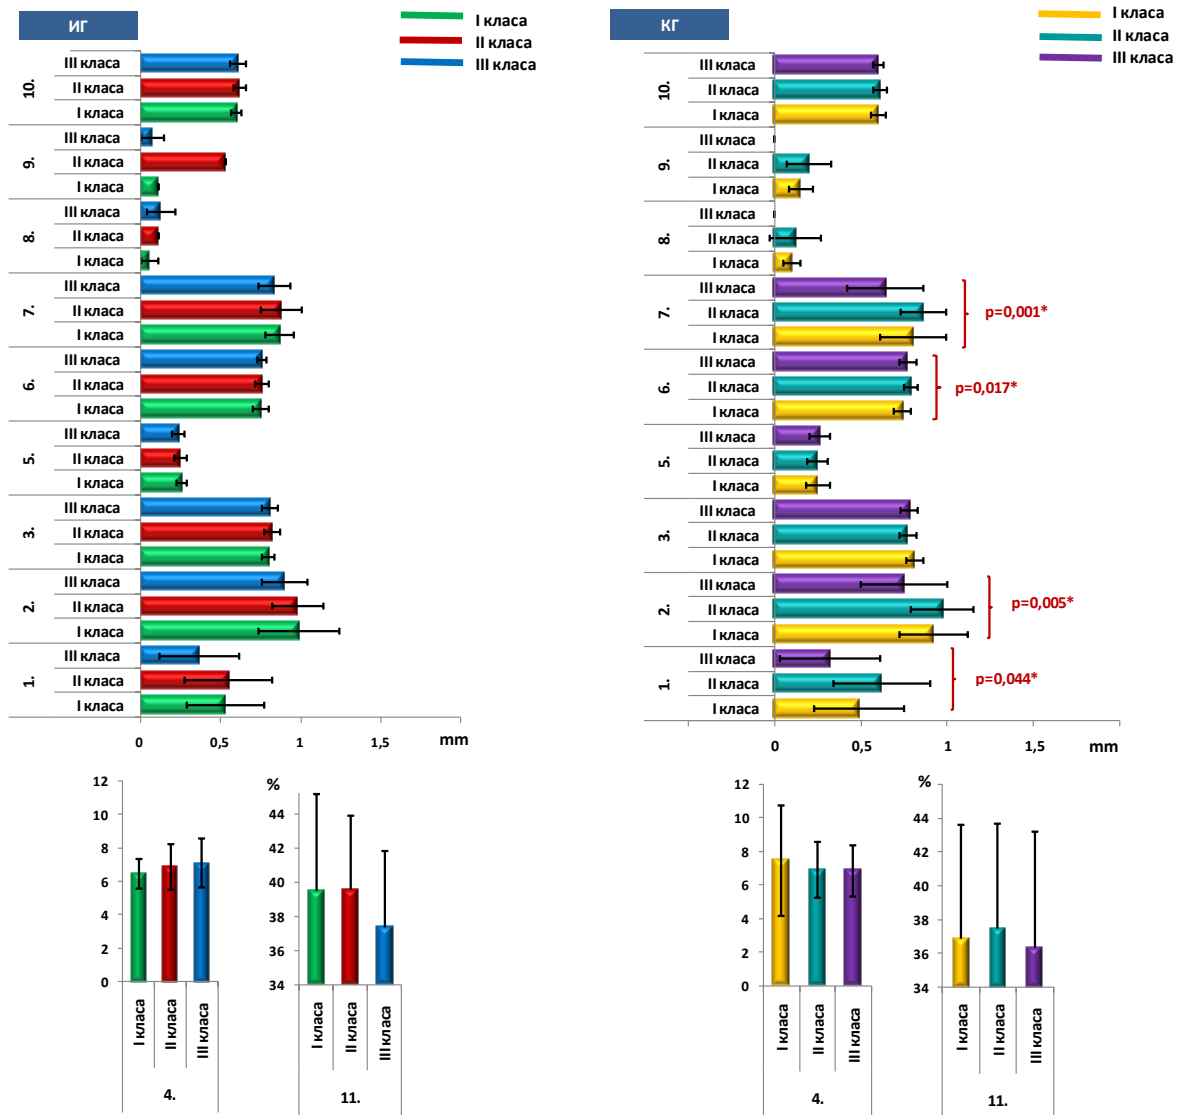 ИГ
I класа
II класа
III класа
10.
III класа
II класа
I класа
9.
III класа
II класа
I класа
8.
III класа
II класа
I класа
7.
III класа
II класа
I класа
6.
III класа
II класа
I класа
5.
III класа
II класа
I класа
3.
III класа
II класа
I класа
2.
III класа
II класа
I класа
1.
III класа
II класа
I класа
0 0,5 1 1,5 mm
12
10
8
6
4
2
0
I класа II класа III класа
4.
%
44
42
40
38
36
34
I класа II класа III класа
11.
КГ
I класа
II класа
III класа
10.
III класа
II класа
I класа
9.
III класа
II класа
I класа
8.
III класа
II класа
I класа
7.
III класа
II класа
I класа
p=0,001*
6.
III класа
II класа
I класа
p=0,017*
5.
III класа
II класа
I класа
3.
III класа
II класа
I класа
2.
III класа
II класа
I класа
p=0,005*
1.
III класа
II класа
I класа
p=0,044*
0 0,5 1 1,5 mm
12
10
8
6
4
2
0
I класа II класа III класа
4.
%
44
42
40
38
36
34
I класа II класа III класа
11.